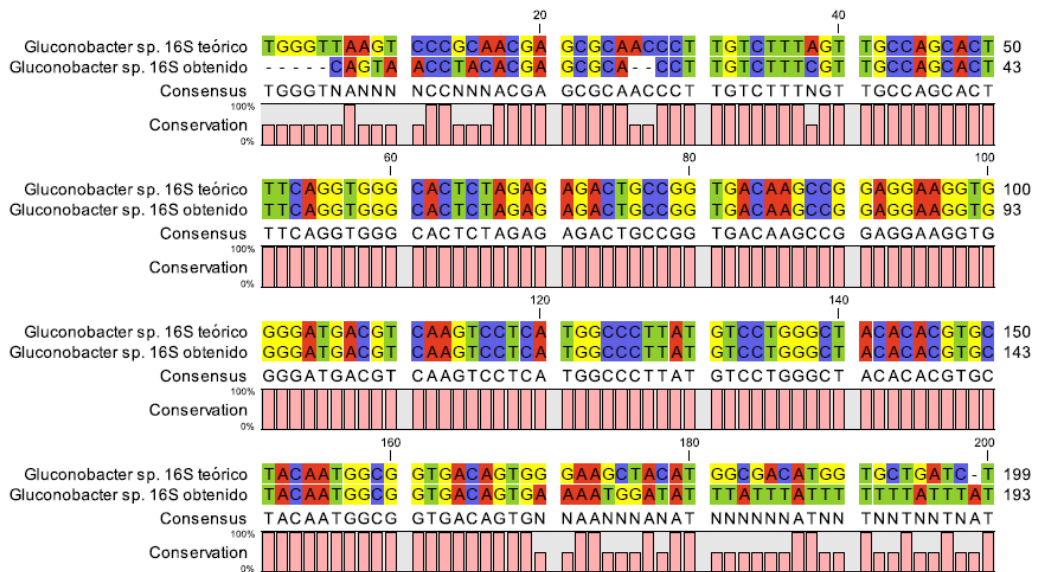 20 40
Gluconobacter sp. 16S teórico TGGGTTAAGT CCCGCAACGA GCGCAACCCT TGTCTTTAGT TGCCAGCACT 50
Gluconobacter sp. 16S obtenido -----CAGTA ACCTACACGA GCGCA--CCT TGTCTTTCGT TGCCAGCACT 43
Consensus TGGGTNANNN NCCNNNACGA GCGCAACCCT TGTCTTTNGT TGCCAGCACT
100%
Conservation
0%
60 80 100
Gluconobacter sp. 16S teórico TTCAGGTGGG CACTCTAGAG AGACTGCCGG TGACAAGCCG GAGGAAGGTG 100
Gluconobacter sp. 16S obtenido TTCAGGTGGG CACTCTAGAG AGACTGCCGG TGACAAGCCG GAGGAAGGTG 93
Consensus TTCAGGTGGG CACTCTAGAG AGACTGCCGG TGACAAGCCG GAGGAAGGTG
100%
Conservation
0%
120 140
Gluconobacter sp. 16S teórico GGGATGACGT CAAGTCCTCA TGGCCCTTAT GTCCTGGGCT ACACACGTGC 150
Gluconobacter sp. 16S obtenido GGGATGACGT CAAGTCCTCA TGGCCCTTAT GTCCTGGGCT ACACACGTGC 143
Consensus GGGATGACGT CAAGTCCTCA TGGCCCTTAT GTCCTGGGCT ACACACGTGC
100%
Conservation
0%
160 180 200
Gluconobacter sp. 16S teórico TACAATGGCG GTGACAGTGG GAAGCTACAT GGCGACATGG TGCTGATC-T 199
Gluconobacter sp. 16S obtenido TACAATGGCG GTGACAGTGA AAATGGATAT TTATTTATTT TTTTATTTAT 193
Consensus TACAATGGCG GTGACAGTGN NAANNNANAT NNNNNNATNN TNNTNNTNAT
100%
Conservation
0%